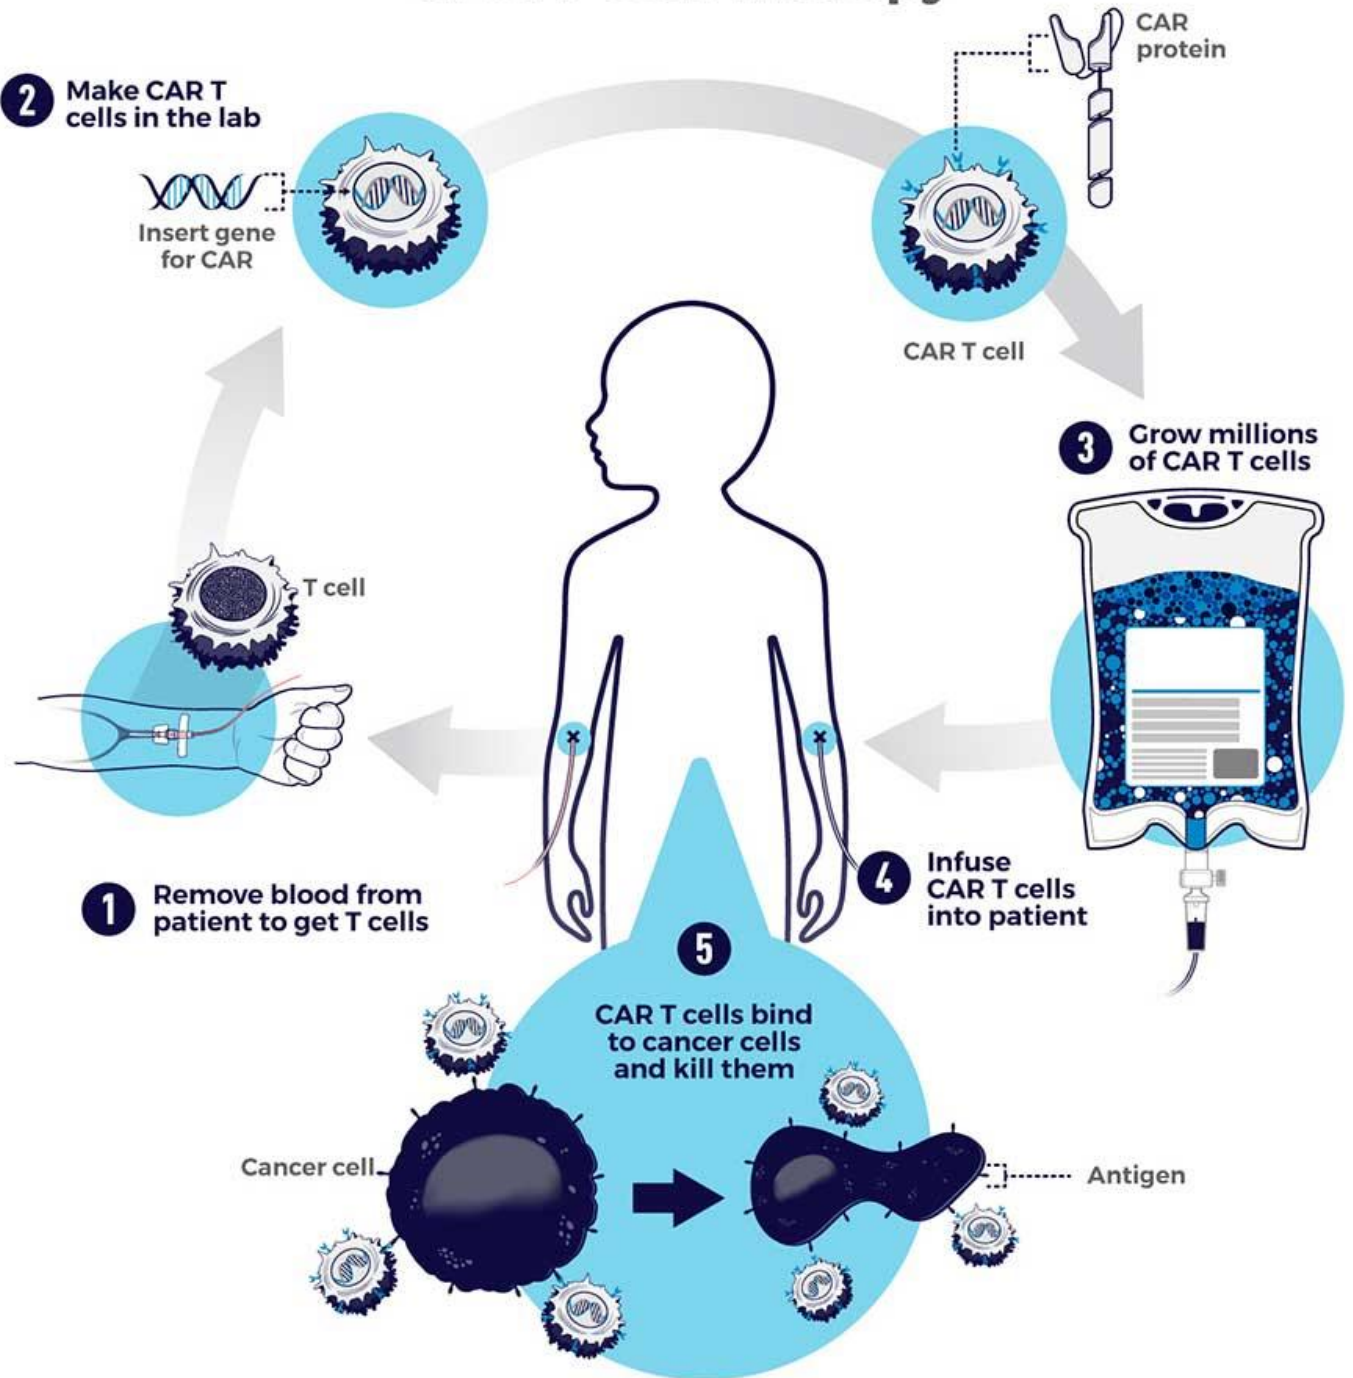 2 Make CAR T
cells in the lab
Insert gene
for CAR
CAR
protein
CAR T cell
3 Grow millions
of CAR T cells
T cell
1 Remove blood from
patient to get T cells
4 Infuse
CAR T cells
into patient
5
CAR T cells bind
to cancer cells
and kill them
Cancer cell
Antigen